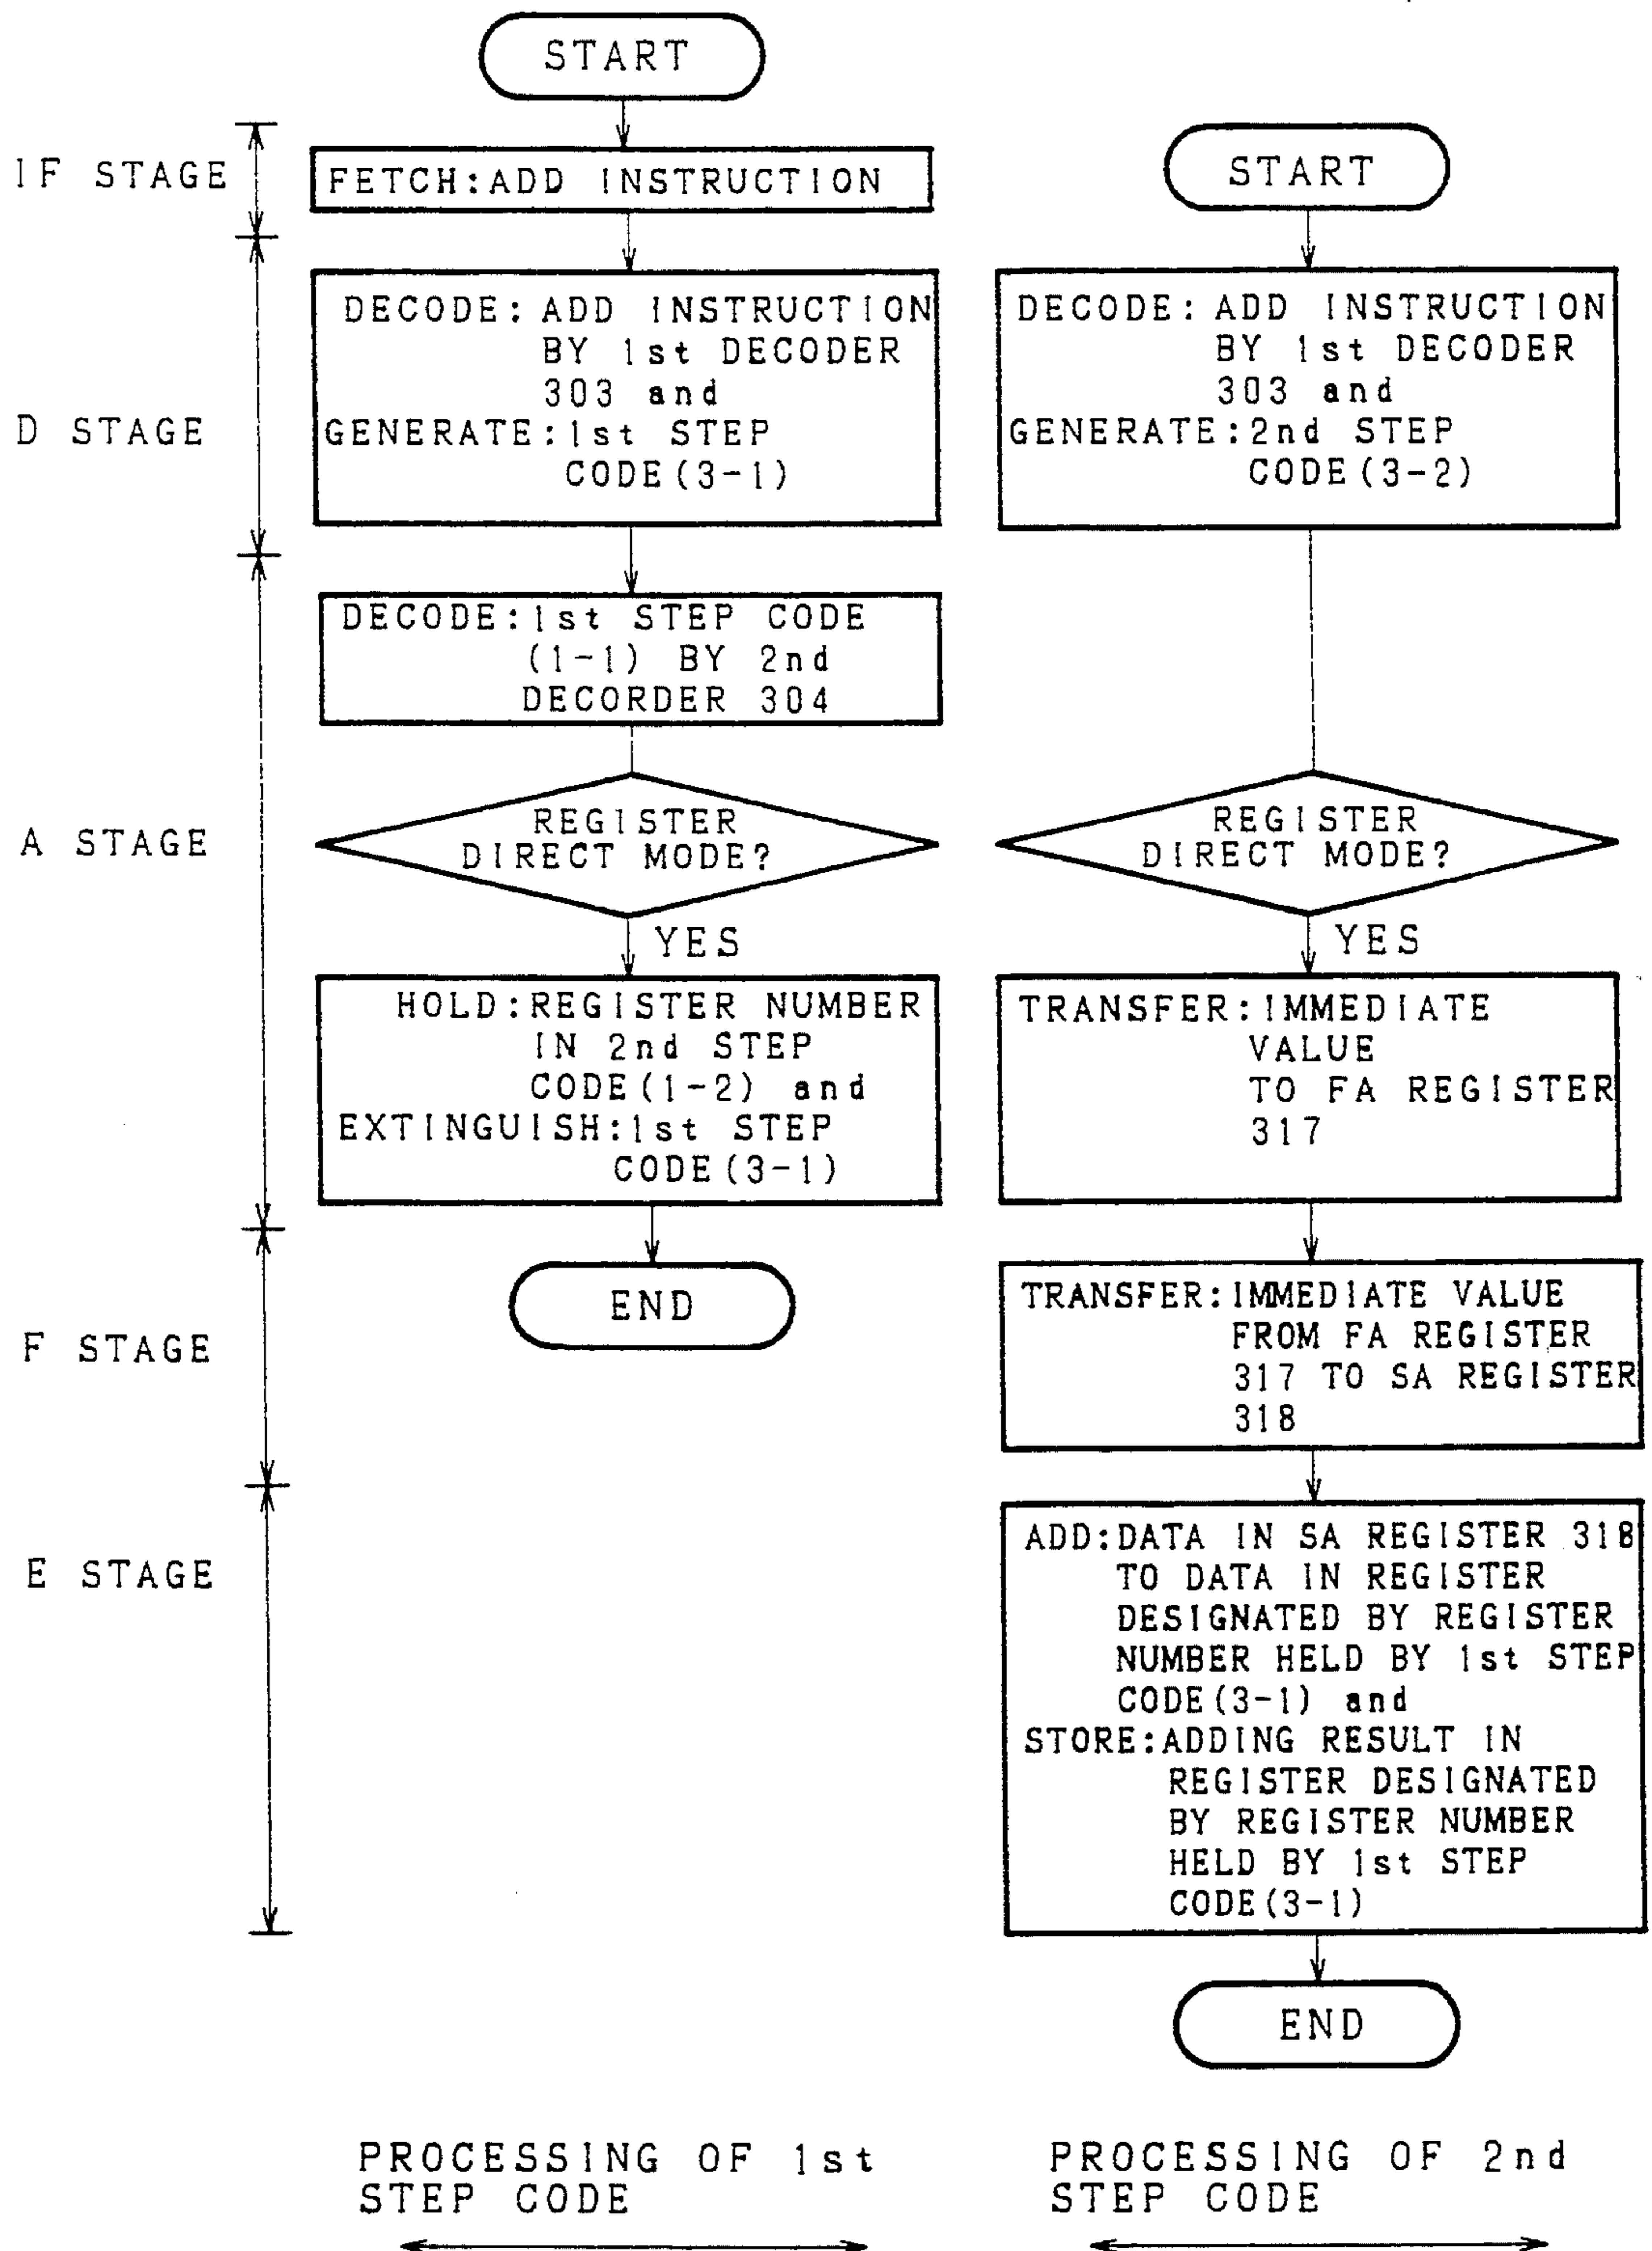 START
IF STAGE
FETCH:ADD INSTRUCTION
D STAGE
DECODE:ADD INSTRUCTION
BY 1st DECODER
303 and
GENERATE:1st STEP
CODE(3-1)
A STAGE
DECODE:1st STEP CODE
(1-1) BY 2nd
DECORDER 304
REGISTER
DIRECT MODE?
YES
HOLD:REGISTER NUMBER
IN 2nd STEP
CODE(1-2) and
EXTINGUISH:1st STEP
CODE(3-1)
F STAGE
END
E STAGE
START
DECODE:ADD INSTRUCTION
BY 1st DECODER
303 and
GENERATE:2nd STEP
CODE(3-2)
REGISTER
DIRECT MODE?
YES
TRANSFER:IMMEDIATE
VALUE
TO FA REGISTER
317
TRANSFER:IMMEDIATE VALUE
FROM FA REGISTER
317 TO SA REGISTER
318
ADD:DATA IN SA REGISTER 318
TO DATA IN REGISTER
DESIGNATED BY REGISTER
NUMBER HELD BY 1st STEP
CODE(3-1) and
STORE:ADDING RESULT IN
REGISTER DESIGNATED
BY REGISTER NUMBER
HELD BY 1st STEP
CODE(3-1)
END
PROCESSING OF 1st
STEP CODE
PROCESSING OF 2nd
STEP CODE